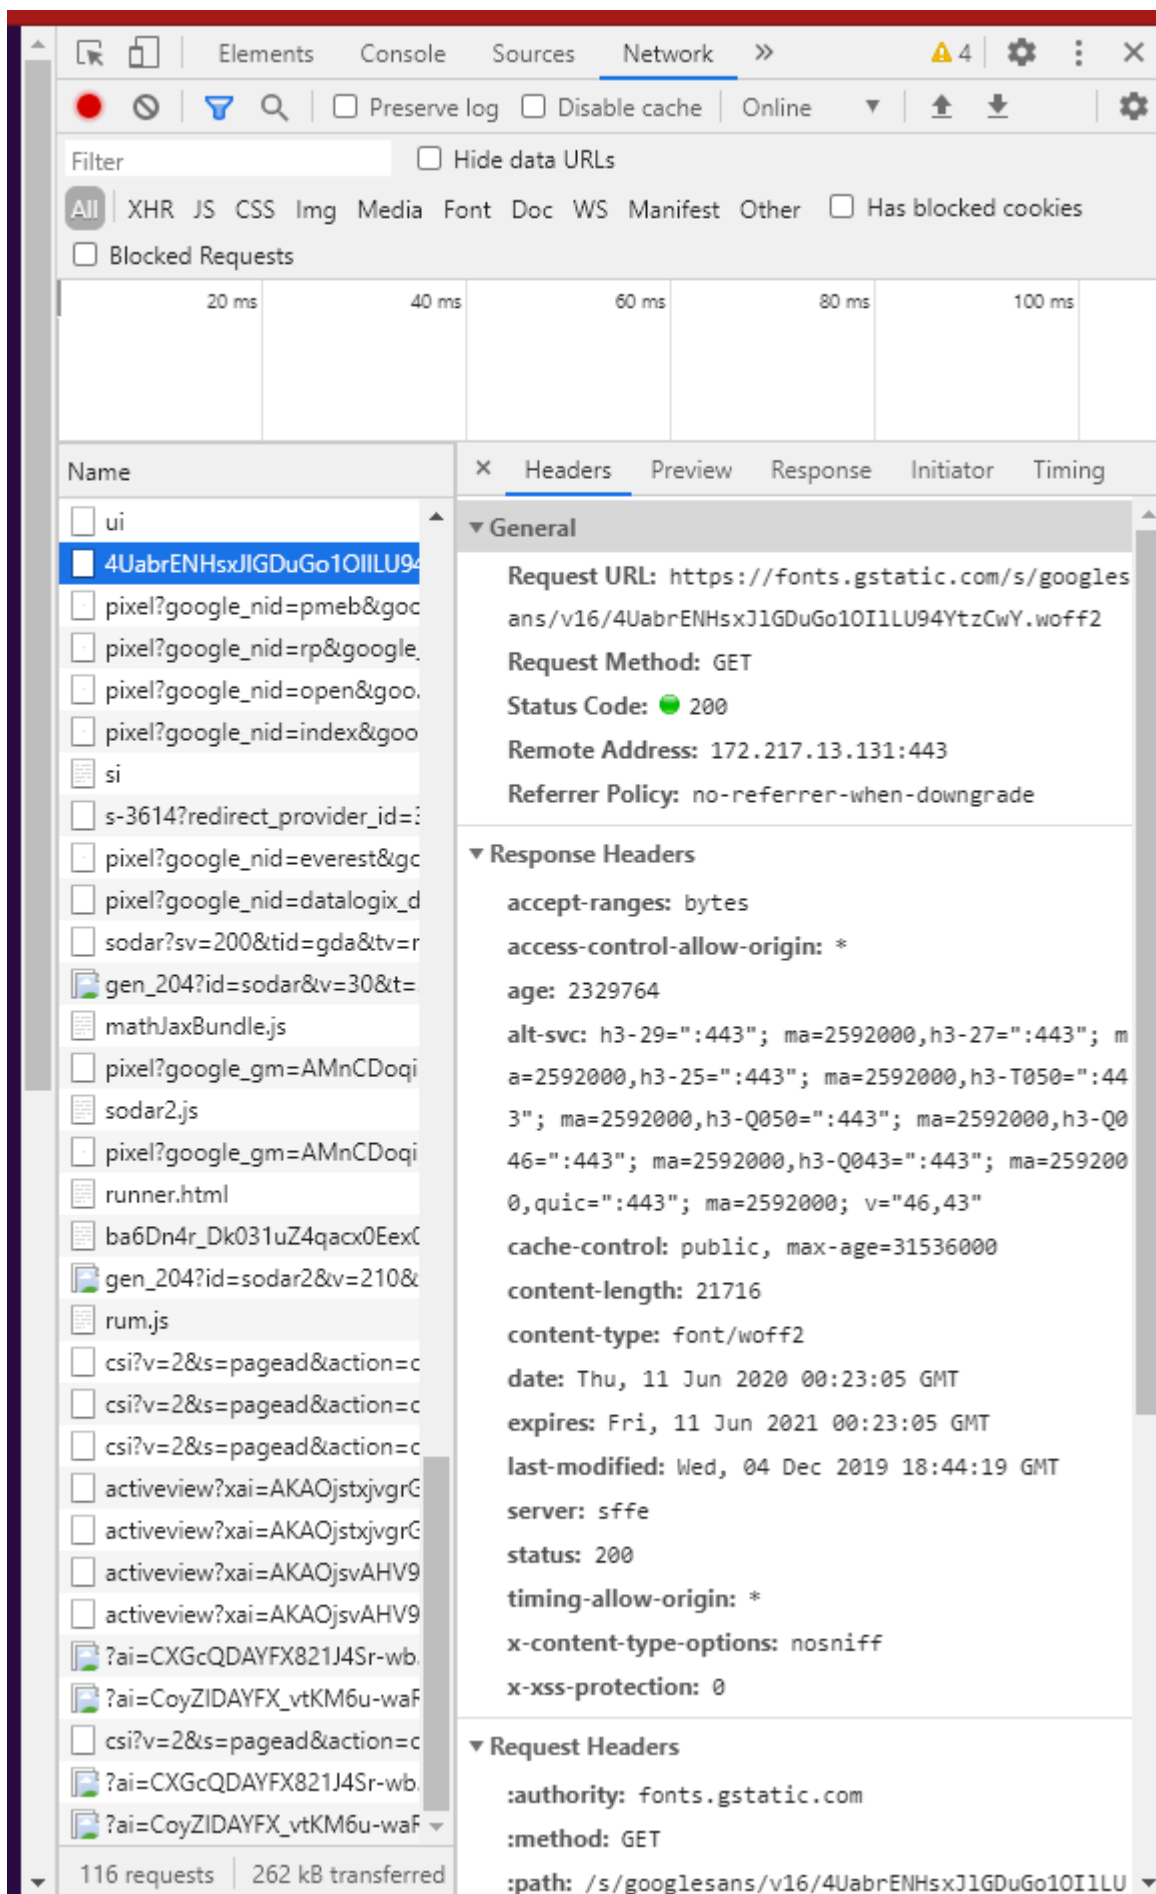 Elements Console Sources Network » 4
Preserve log Disable cache Online
Filter Hide data URLs
All XHR JS CSS Img Media Font Doc WS Manifest Other Has blocked cookies
Blocked Requests
20 ms 40 ms 60 ms 80 ms 100 ms
Name
ui
4UabrENHsxJlGDuGo1OIlLU94
pixel?google_nid=pmeb&goo
pixel?google_nid=rp&google_
pixel?google_nid=open&goo.
pixel?google_nid=index&goo
si
s-3614?redirect_provider_id=3
pixel?google_nid=everest&go
pixel?google_nid=datalogix_d
sodar?sv=200&tid=gda&tv=r
gen_204?id=sodar&v=30&t=
mathJaxBundle.js
pixel?google_gm=AMnCDoqi
sodar2.js
pixel?google_gm=AMnCDoqi
runner.html
ba6Dn4r_Dk031uZ4qacx0Eex0
gen_204?id=sodar2&v=210&
rum.js
csi?v=2&s=pagead&action=c
csi?v=2&s=pagead&action=c
csi?v=2&s=pagead&action=c
activeview?xai=AKAOjstxjvgrG
activeview?xai=AKAOjstxjvgrG
activeview?xai=AKAOjsvAHV9
activeview?xai=AKAOjsvAHV9
?ai=CXGcQDAYFX821J4Sr-wb.
?ai=CoyZIDAYFX_vtKM6u-waF
csi?v=2&s=pagead&action=c
?ai=CXGcQDAYFX821J4Sr-wb.
?ai=CoyZIDAYFX_vtKM6u-waF
116 requests 262 kB transferred
× Headers Preview Response Initiator Timing
General
Request URL: https://fonts.gstatic.com/s/googles
ans/v16/4UabrENHsxJlGDuGo1OIlLU94YtzCwY.woff2
Request Method: GET
Status Code: 200
Remote Address: 172.217.13.131:443
Referrer Policy: no-referrer-when-downgrade
Response Headers
accept-ranges: bytes
access-control-allow-origin: *
age: 2329764
alt-svc: h3-29=":443"; ma=2592000,h3-27=":443"; m
a=2592000,h3-25=":443"; ma=2592000,h3-T050=":44
3"; ma=2592000,h3-Q050=":443"; ma=2592000,h3-Q0
46=":443"; ma=2592000,h3-Q043=":443"; ma=259200
0,quic=":443"; ma=2592000; v="46,43"
cache-control: public, max-age=31536000
content-length: 21716
content-type: font/woff2
date: Thu, 11 Jun 2020 00:23:05 GMT
expires: Fri, 11 Jun 2021 00:23:05 GMT
last-modified: Wed, 04 Dec 2019 18:44:19 GMT
server: sffe
status: 200
timing-allow-origin: *
x-content-type-options: nosniff
x-xss-protection: 0
Request Headers
:authority: fonts.gstatic.com
:method: GET
:path: /s/googlesans/v16/4UabrENHsxJlGDuGo1OIlLU